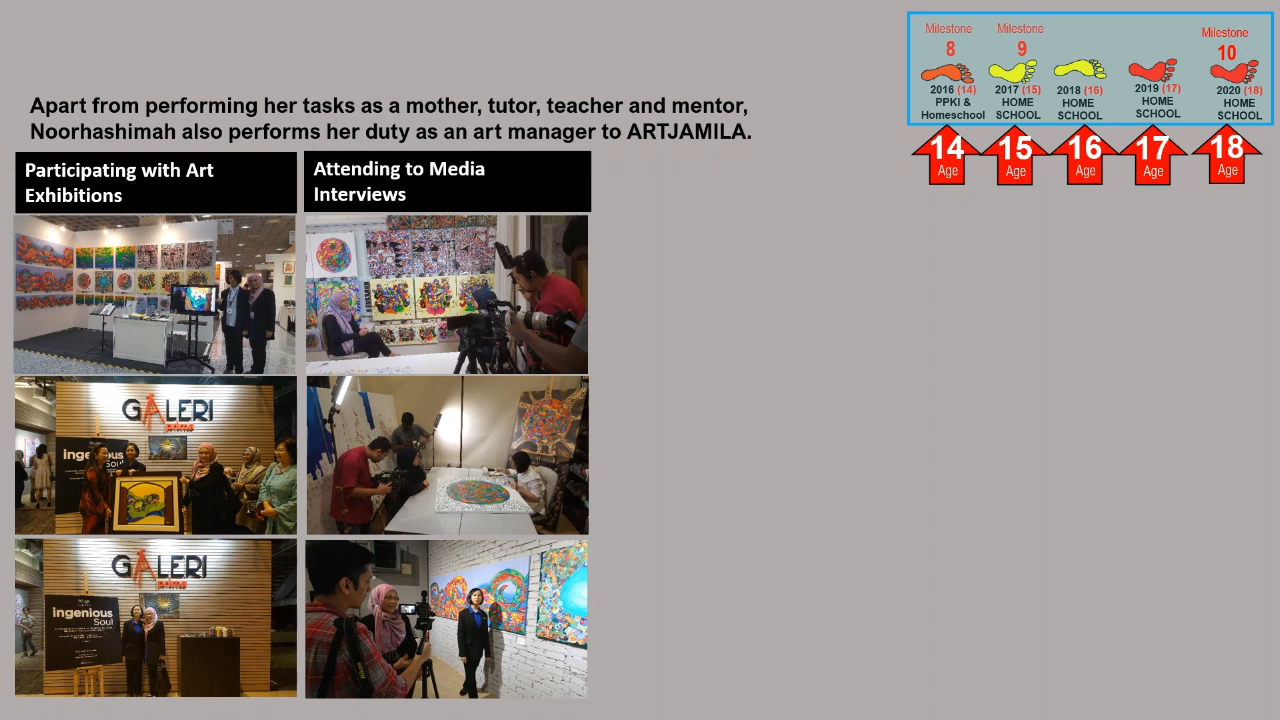 Milestone
8
Milestone
9
Milestone
10
2016 (14)
PPKI &
Homeschool
2017 (15)
HOME
SCHOOL
2018 (16)
HOME
SCHOOL
2019 (17)
HOME
SCHOOL
2020 (18)
HOME
SCHOOL
14
Age
15
Age
16
Age
17
Age
18
Age
Apart from performing her tasks as a mother, tutor, teacher and mentor,
Noorhashimah also performs her duty as an art manager to ARTJAMILA.
Participating with Art
Exhibitions
Attending to Media
Interviews
GALERI
prime
Soul
GALERI
prime
ingenious
Soul